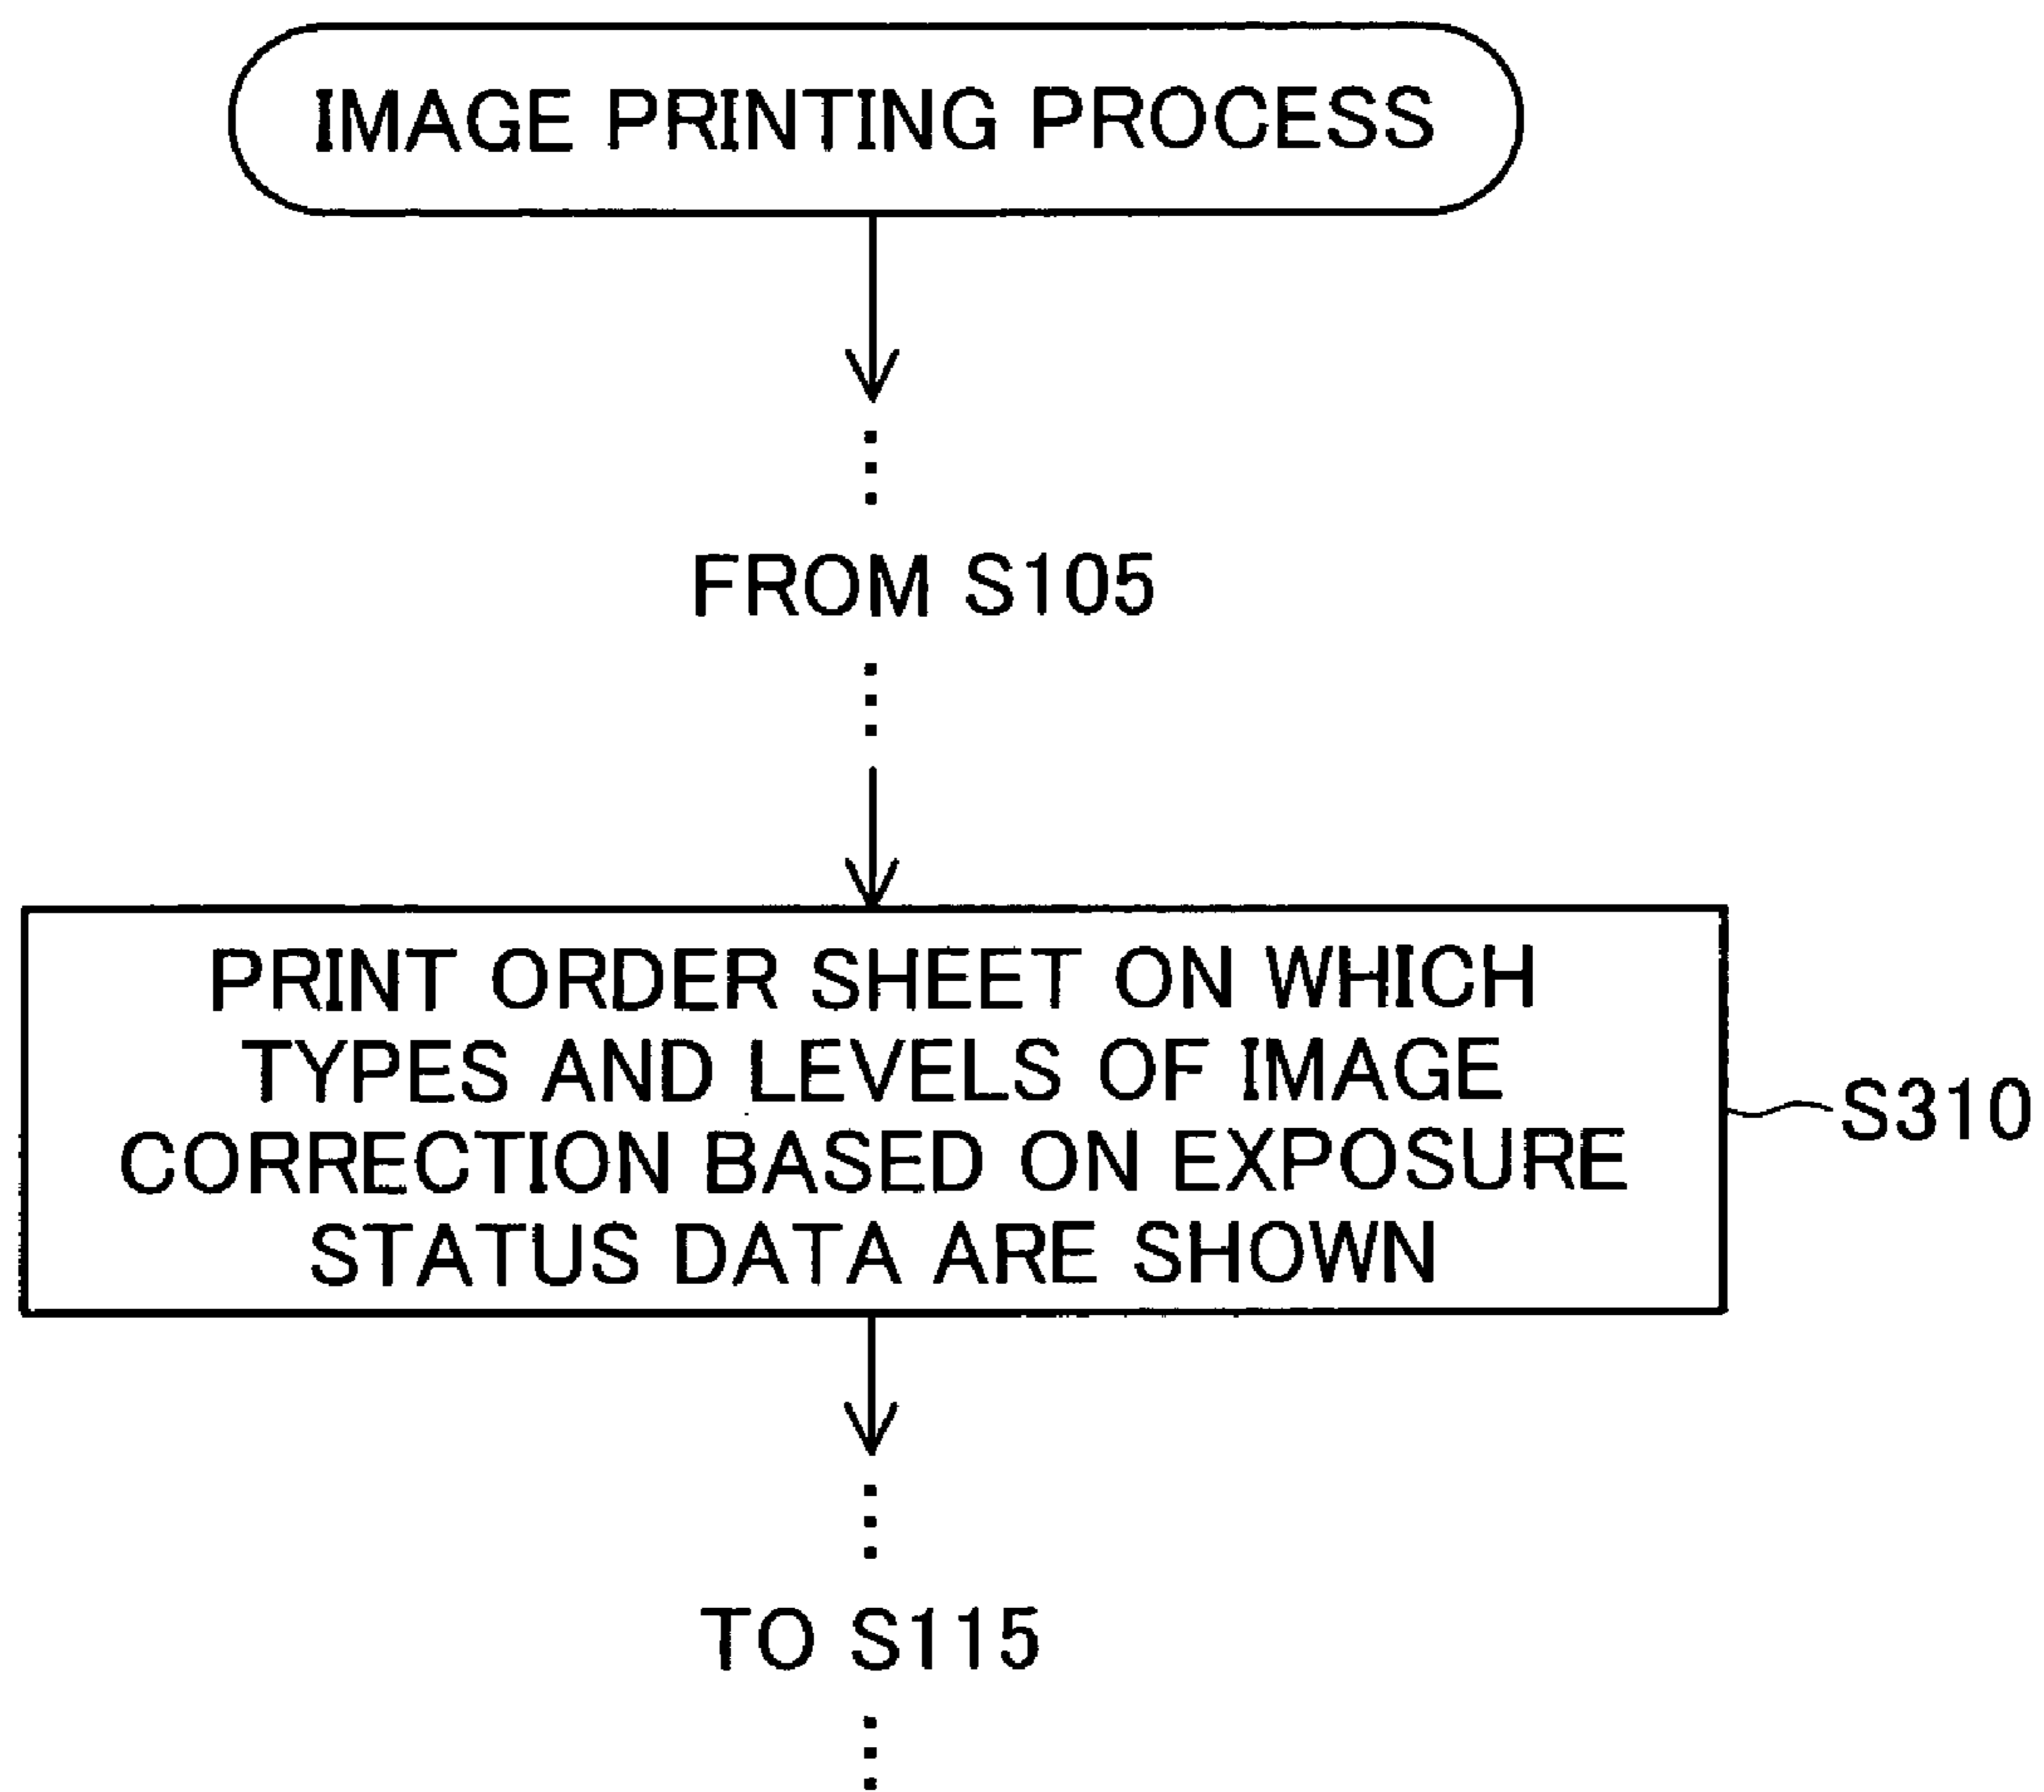 IMAGE PRINTING PROCESS
FROM S105
PRINT ORDER SHEET ON WHICH
TYPES AND LEVELS OF IMAGE
CORRECTION BASED ON EXPOSURE
STATUS DATA ARE SHOWN
S310
TO S115